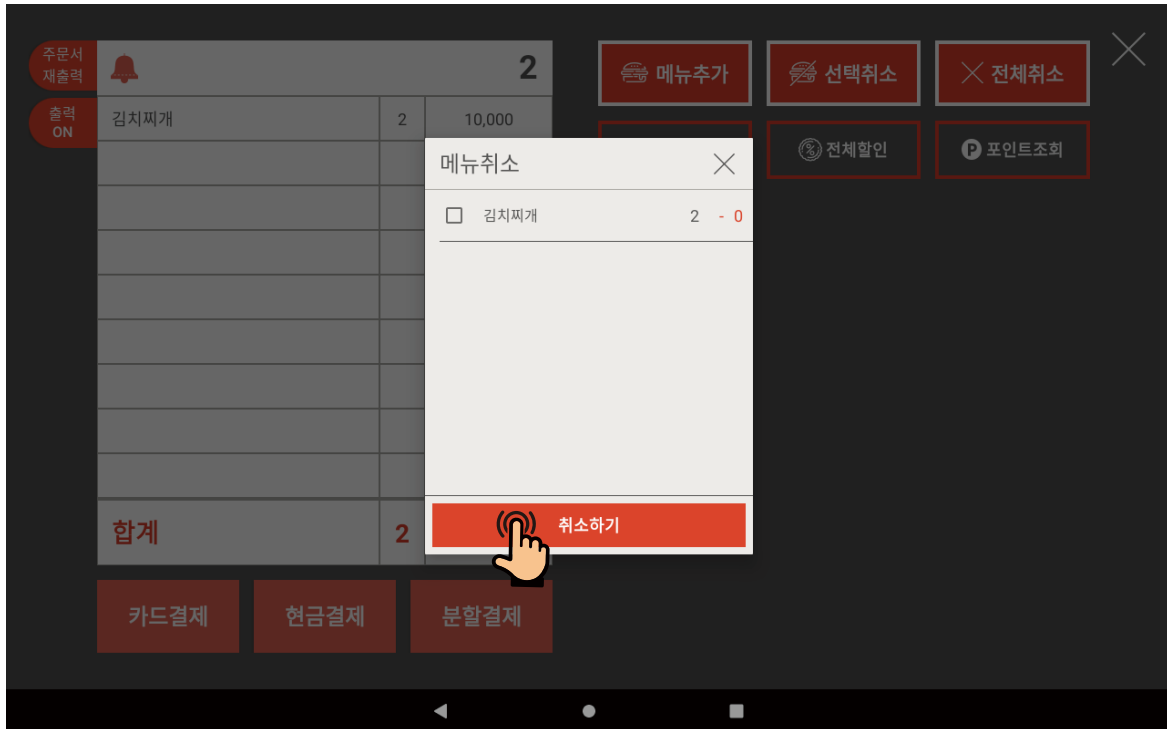 주문서
재출력
출력
ON
2
김치찌개 2 10,000
합계 2
카드결제 현금결제 분할결제
메뉴추가 선택취소 전체취소
전체할인 P 포인트조회
메뉴취소
김치찌개 2 - 0
취소하기